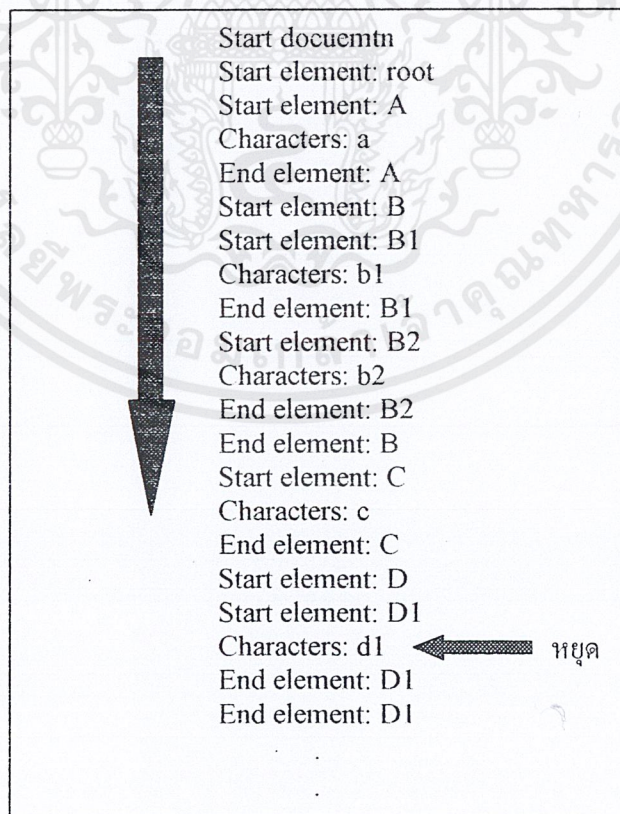 Start docuemtn
Start element: root
Start element: A
Characters: a
End element: A
Start element: B
Start element: B1
Characters: b1
End element: B1
Start element: B2
Characters: b2
End element: B2
End element: B
Start element: C
Characters: c
End element: C
Start element: D
Start element: D1
Characters: d1 หยุด
End element: D1
End element: D1
.
.